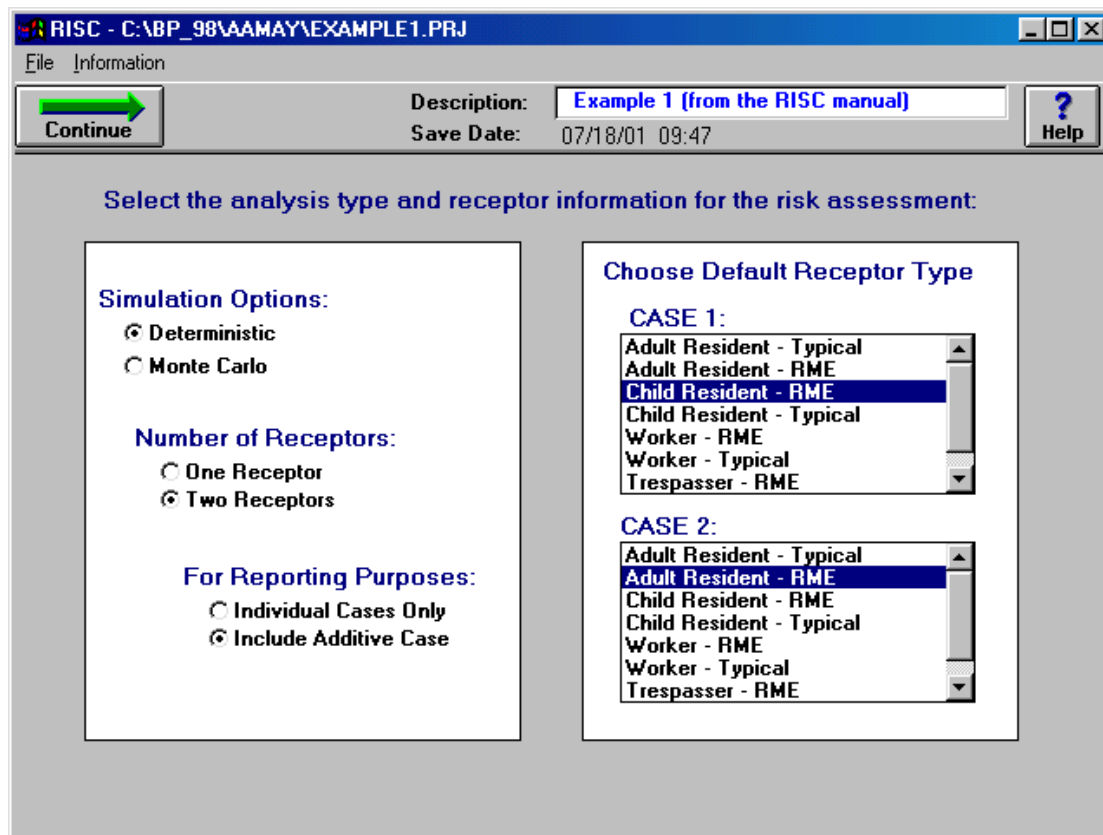 RISC - C:\BP_98\AAMAY\EXAMPLE1.PRJ
File Information
Continue
Description: Example 1 (from the RISC manual)
Save Date: 07/18/01 09:47
?
Help
Select the analysis type and receptor information for the risk assessment:
Simulation Options:
Deterministic
Monte Carlo
Number of Receptors:
One Receptor
Two Receptors
For Reporting Purposes:
Individual Cases Only
Include Additive Case
Choose Default Receptor Type
CASE 1:
Adult Resident - Typical
Adult Resident - RME
Child Resident - RME
Child Resident - Typical
Worker - RME
Worker - Typical
Trespasser - RME
CASE 2:
Adult Resident - Typical
Adult Resident - RME
Child Resident - RME
Child Resident - Typical
Worker - RME
Worker - Typical
Trespasser - RME